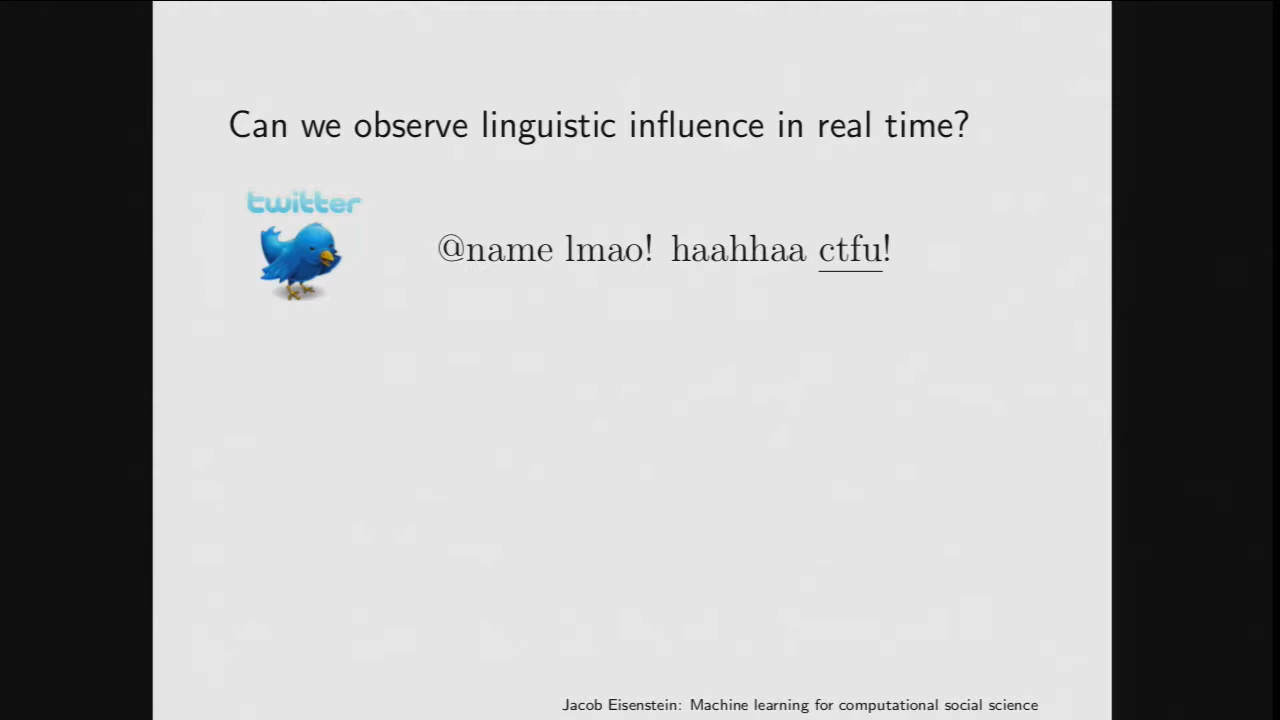 Can we observe linguistic influence in real time?
twitter
@name lmao! haahhaa ctfu!
Jacob Eisenstein: Machine learning for computational social science